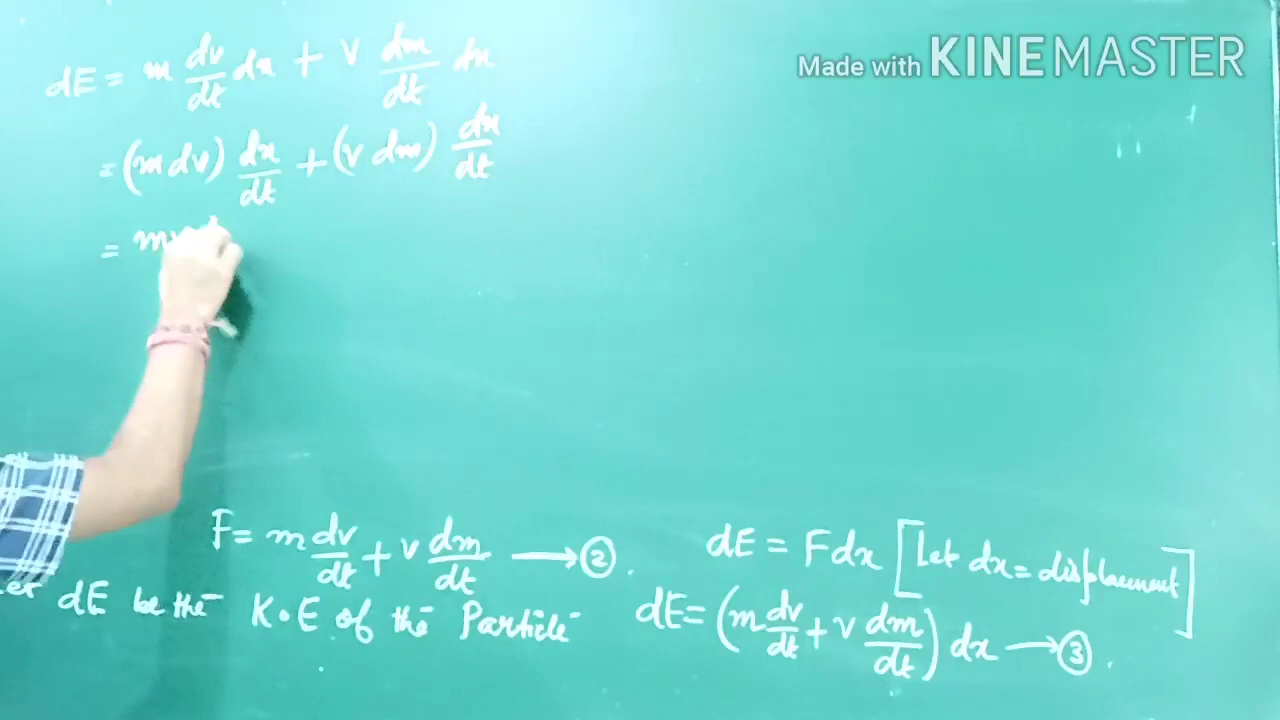 Made with KINEMASTER
dE = m dv/dt dx + v dm/dt dx
= (m dv) dx/dt + (v dm) dx/dt
= mv
F = m dv/dt + v dm/dt → ②.
dE be the K.E of the Particle
dE = Fdx [Let dx = displacement]
dE = (m dv/dt + v dm/dt) dx → ③.